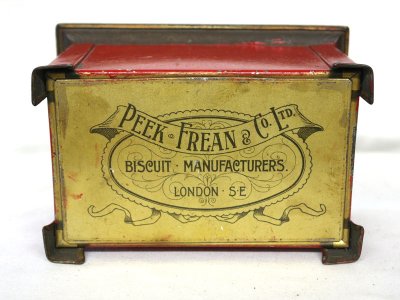 PEEK · FREAN & CO. LTD.
BISCUIT · MANUFACTURERS.
LONDON · S·E